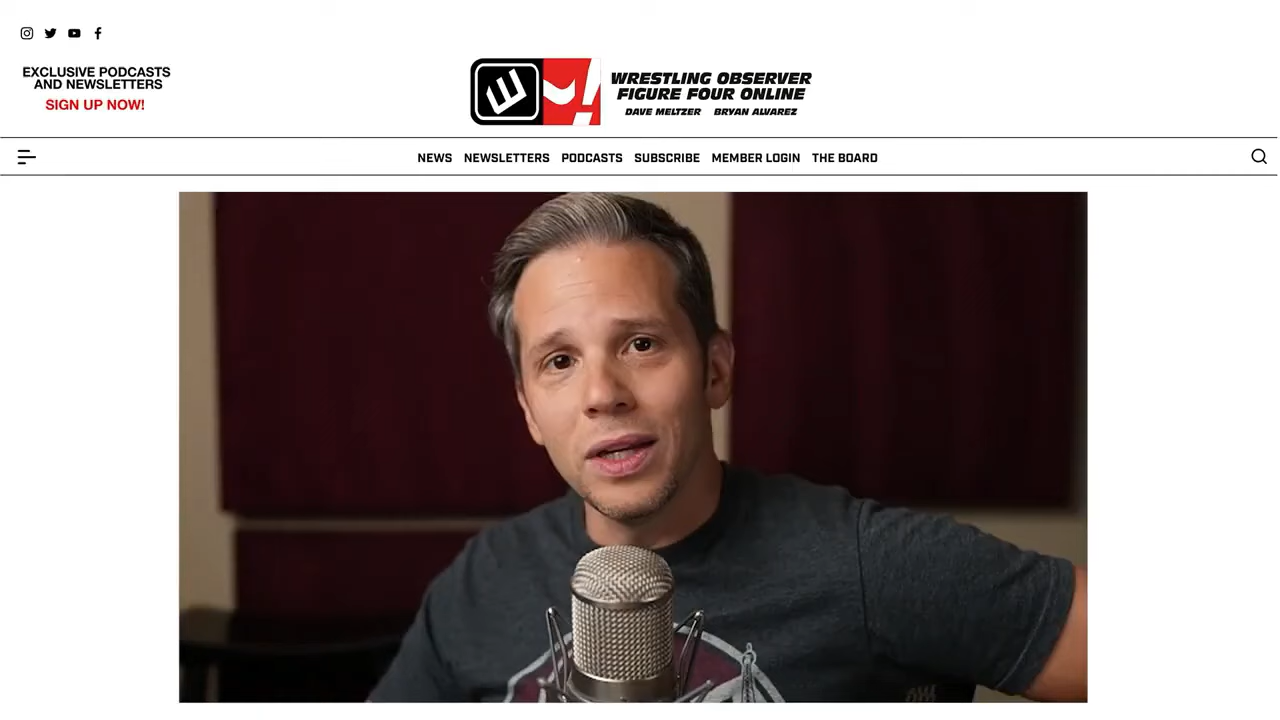 EXCLUSIVE PODCASTS
AND NEWSLETTERS
SIGN UP NOW!
WRESTLING OBSERVER
FIGURE FOUR ONLINE
DAVE MELTZER BRYAN ALVAREZ
NEWS NEWSLETTERS PODCASTS SUBSCRIBE MEMBER LOGIN THE BOARD